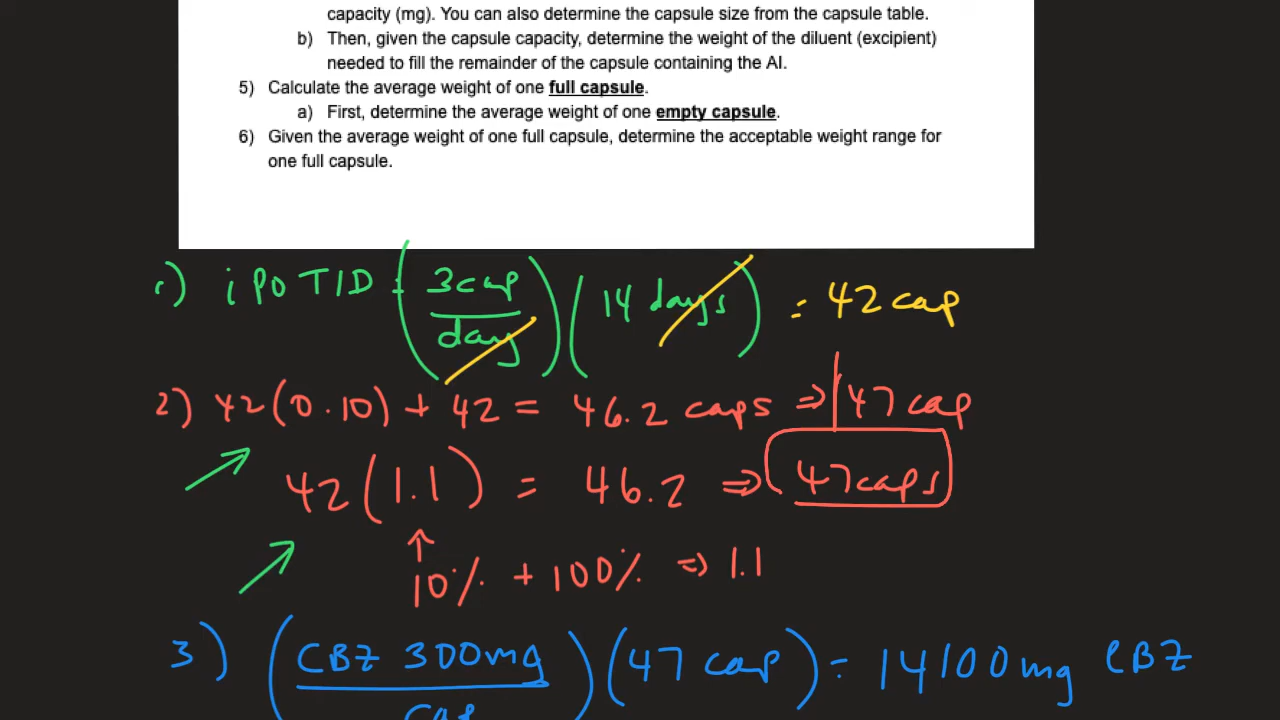 capacity (mg). You can also determine the capsule size from the capsule table.
b) Then, given the capsule capacity, determine the weight of the diluent (excipient)
needed to fill the remainder of the capsule containing the AI.
5) Calculate the average weight of one full capsule.
a) First, determine the average weight of one empty capsule.
6) Given the average weight of one full capsule, determine the acceptable weight range for
one full capsule.
1) i PO TID = (3 cap / day) (14 days) = 42 cap
2) 42 (0.10) + 42 = 46.2 caps ⇒ 47 cap
42 (1.1) = 46.2 ⇒ 47 caps
↑
10% + 100% ⇒ 1.1
3) (CBZ 300 mg / cap) (47 cap) = 14100 mg CBZ